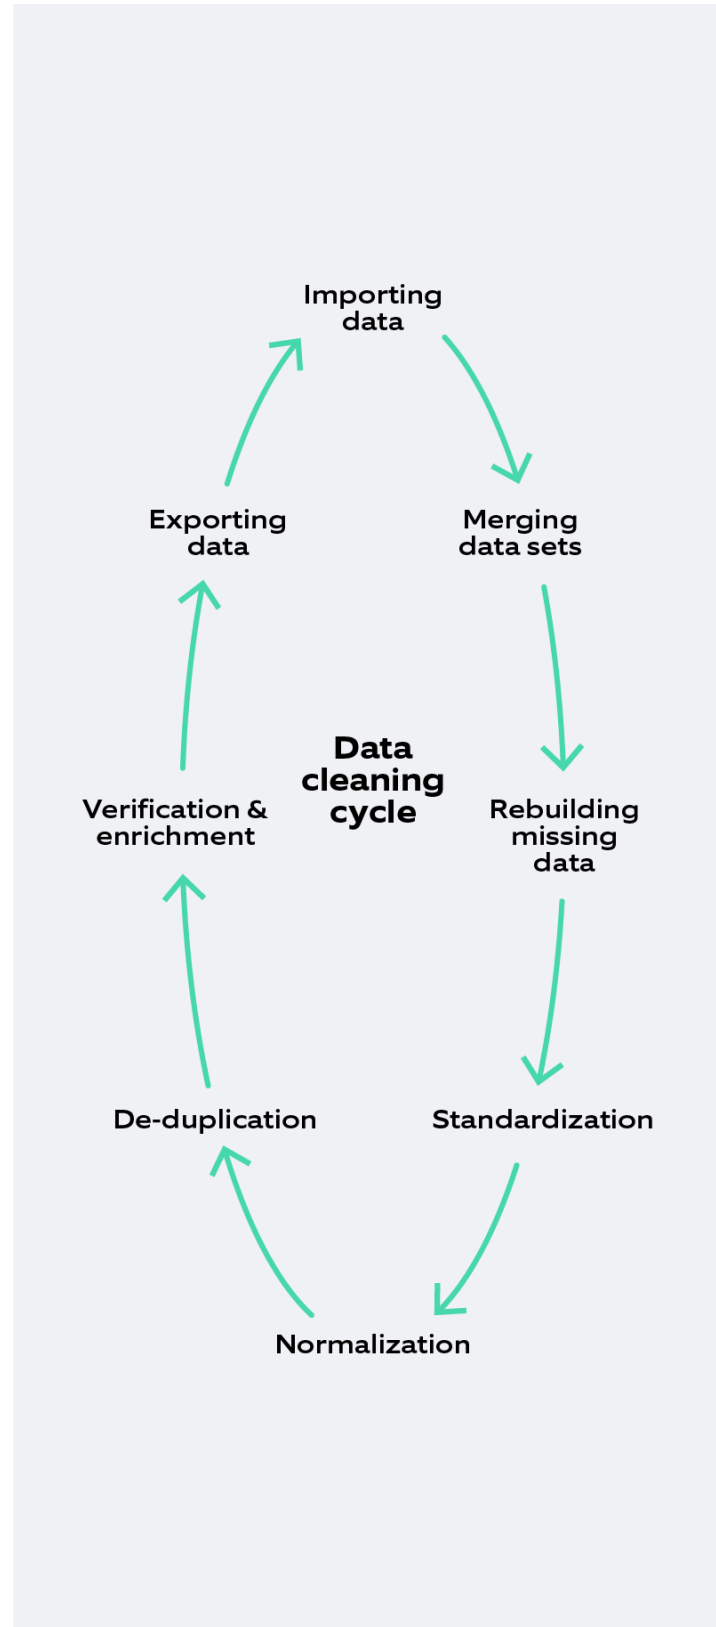 Importing
data
Merging
data sets
Rebuilding
missing
data
Standardization
Normalization
De-duplication
Verification &
enrichment
Exporting
data
Data
cleaning
cycle